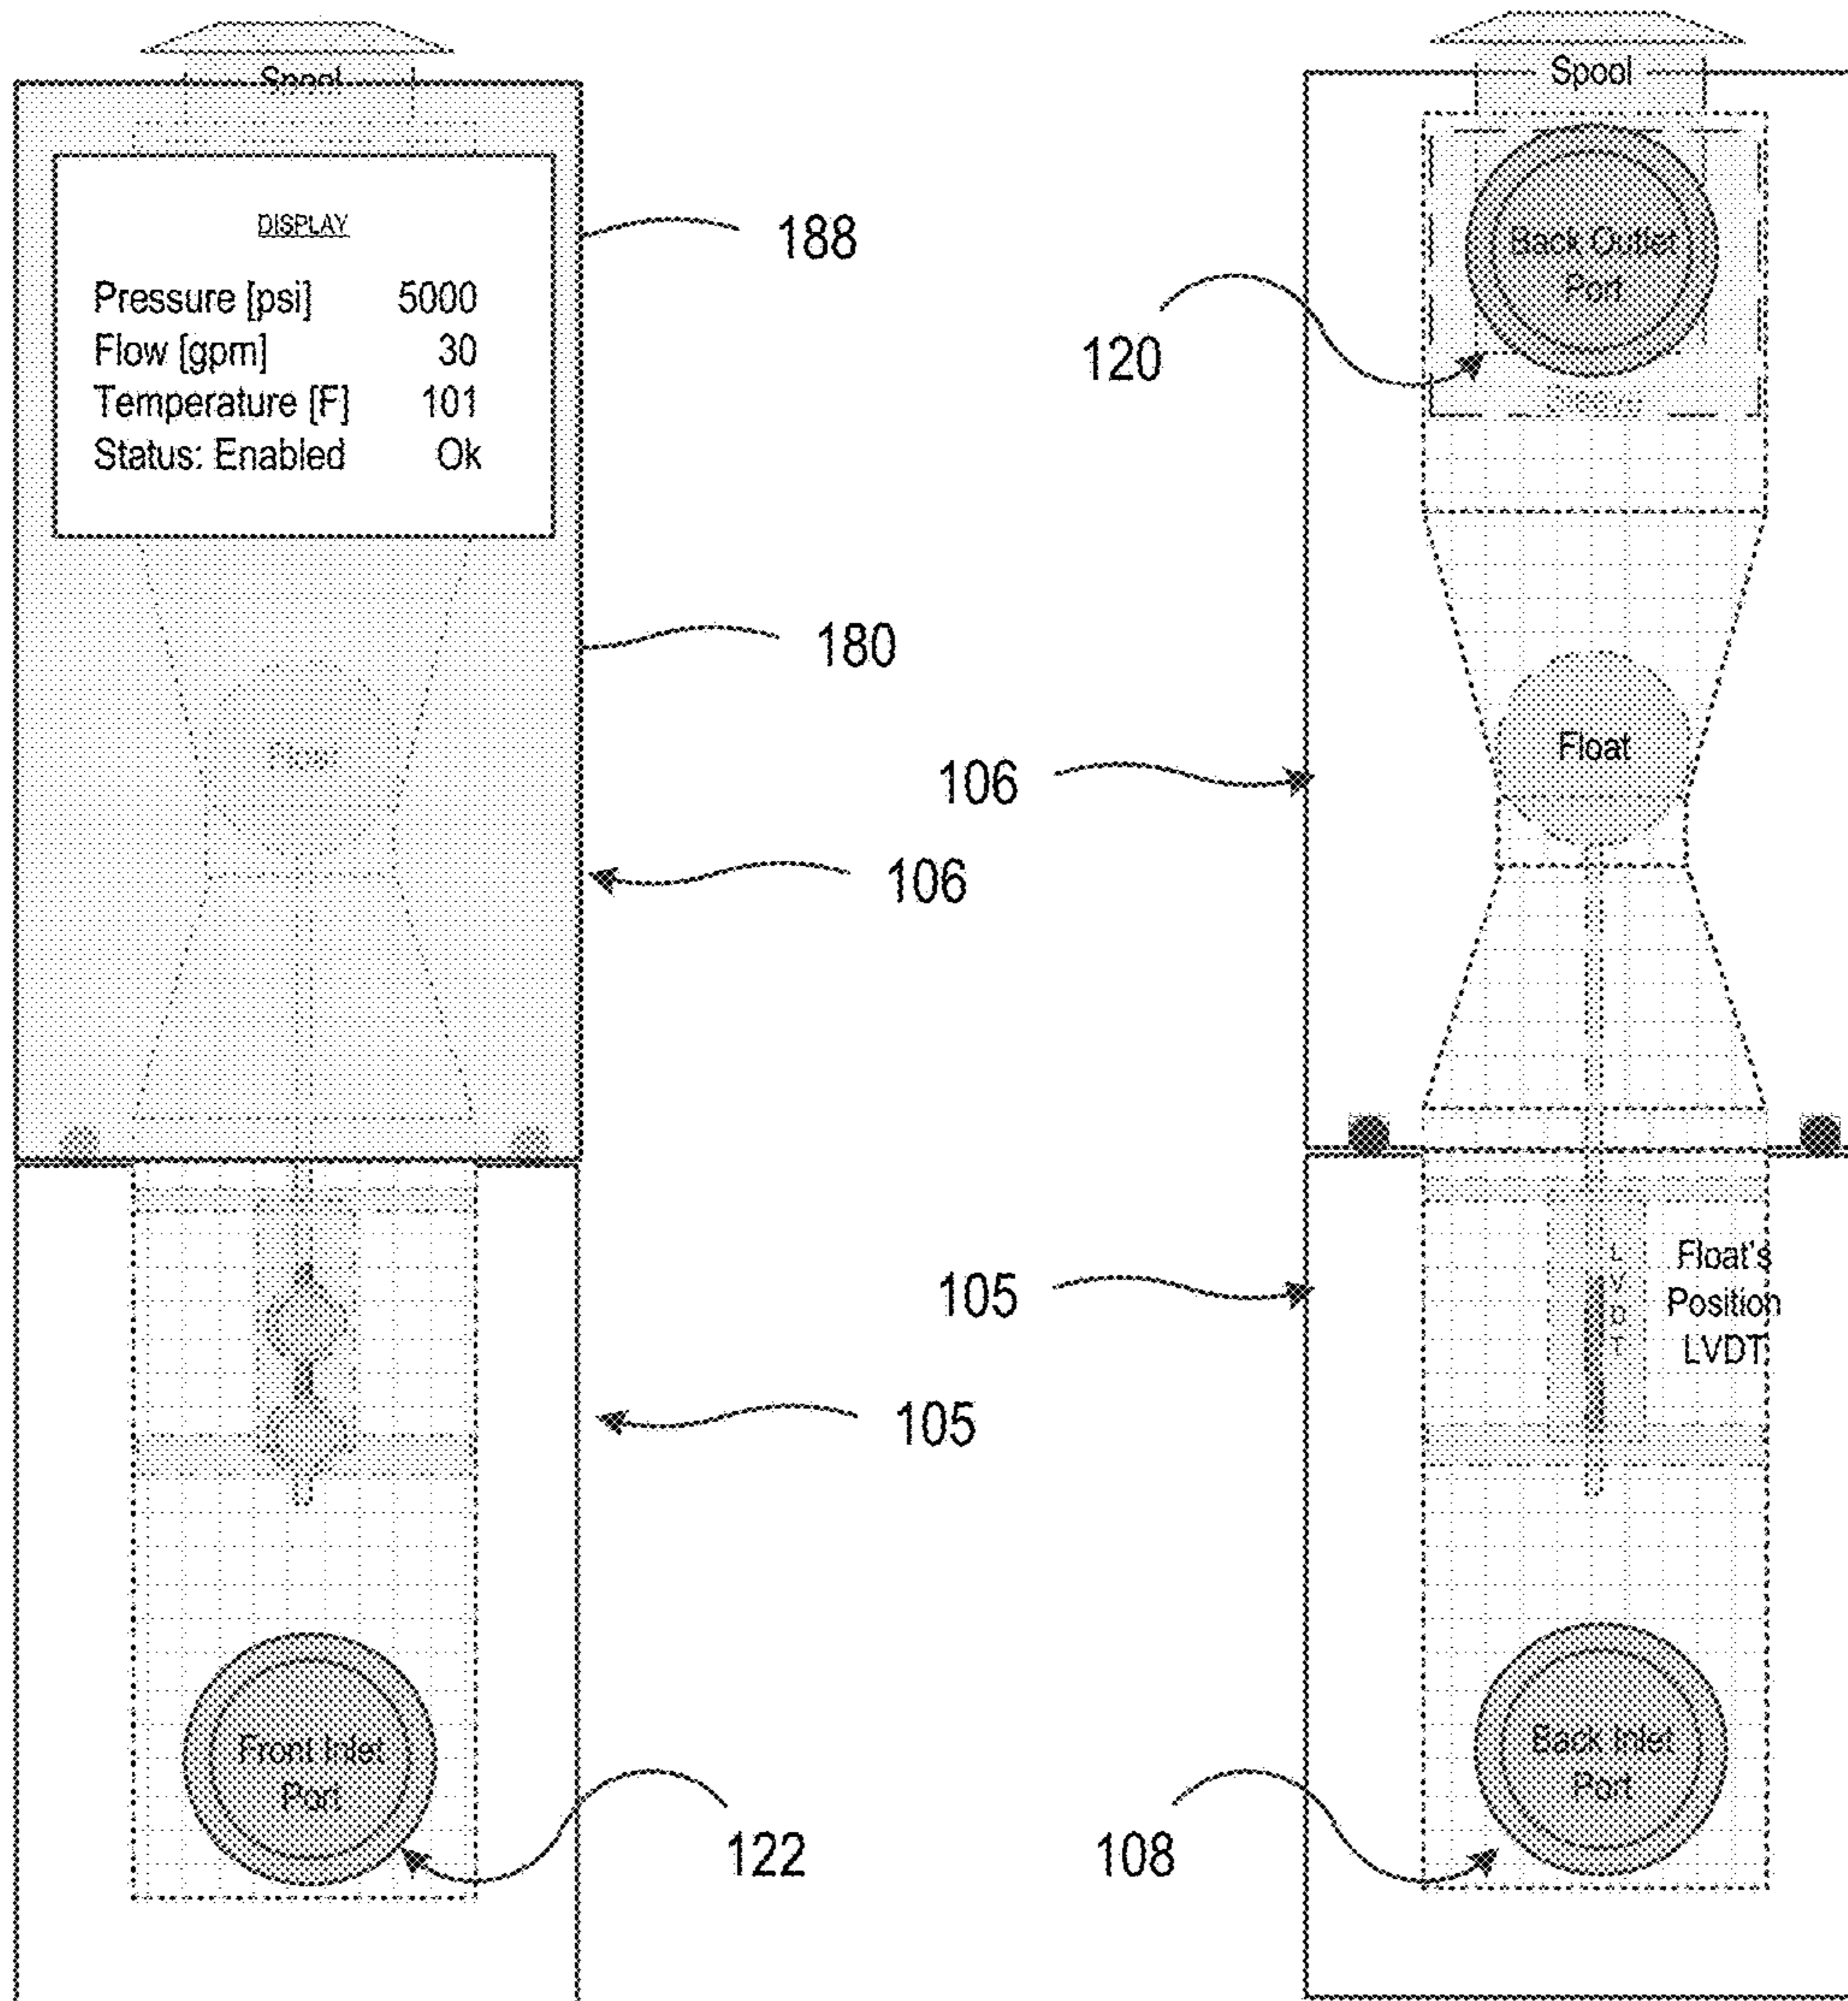 Spool
DISPLAY
Pressure [psi] 5000
Flow [gpm] 30
Temperature [F] 101
Status: Enabled Ok
188
180
106
105
Front Inlet
Port
122
Spool
Back Outlet
Port
120
Float
106
105
L
V
D
T
Float's
Position
LVDT
Back Inlet
Port
108